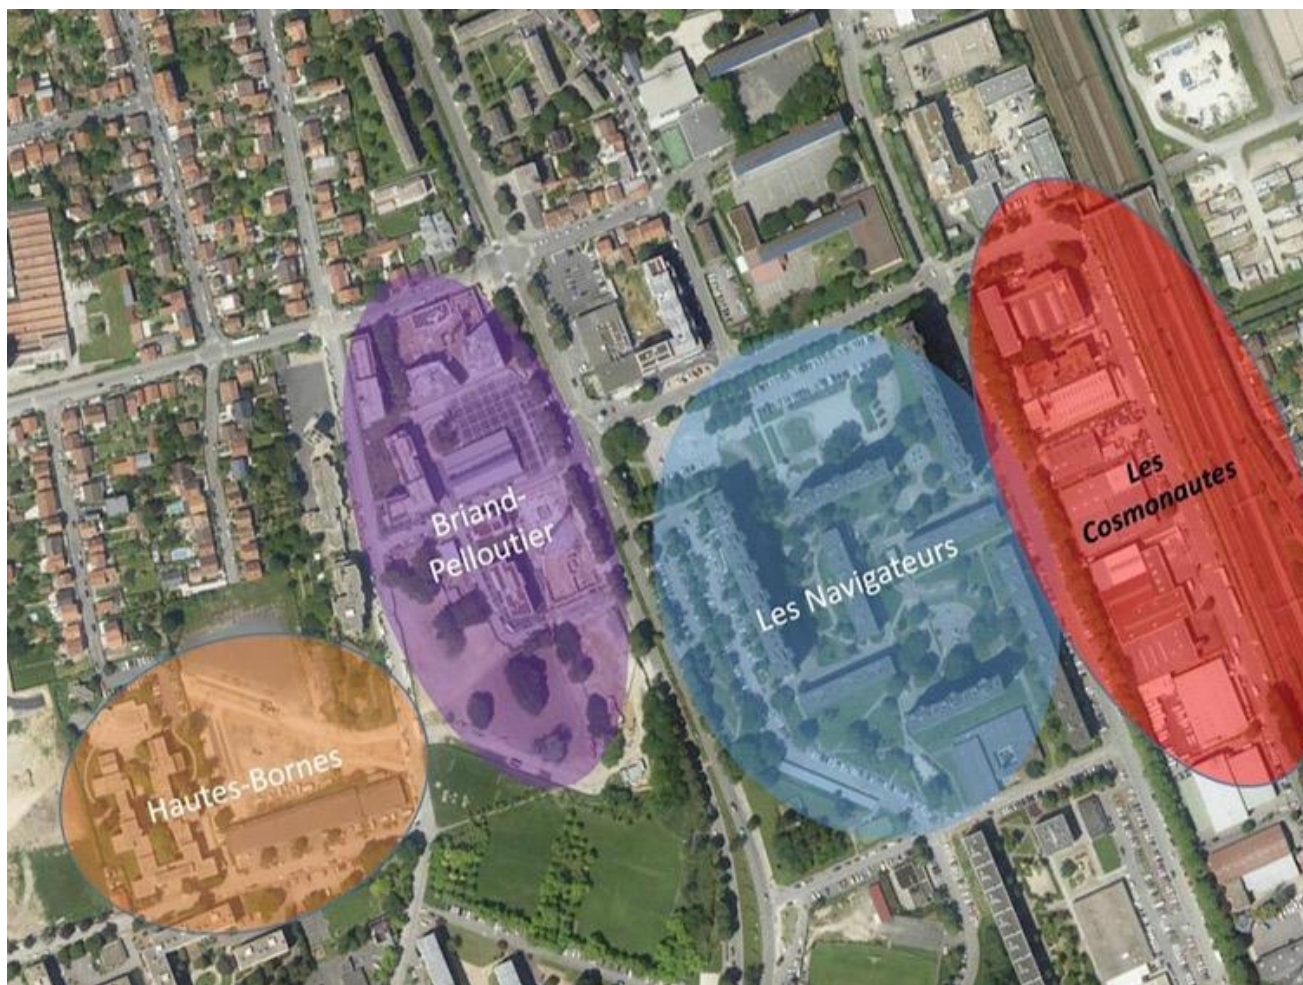 Briand-
Pelloutier
Les Navigateurs
Les
Cosmonautes
Hautes-Bornes